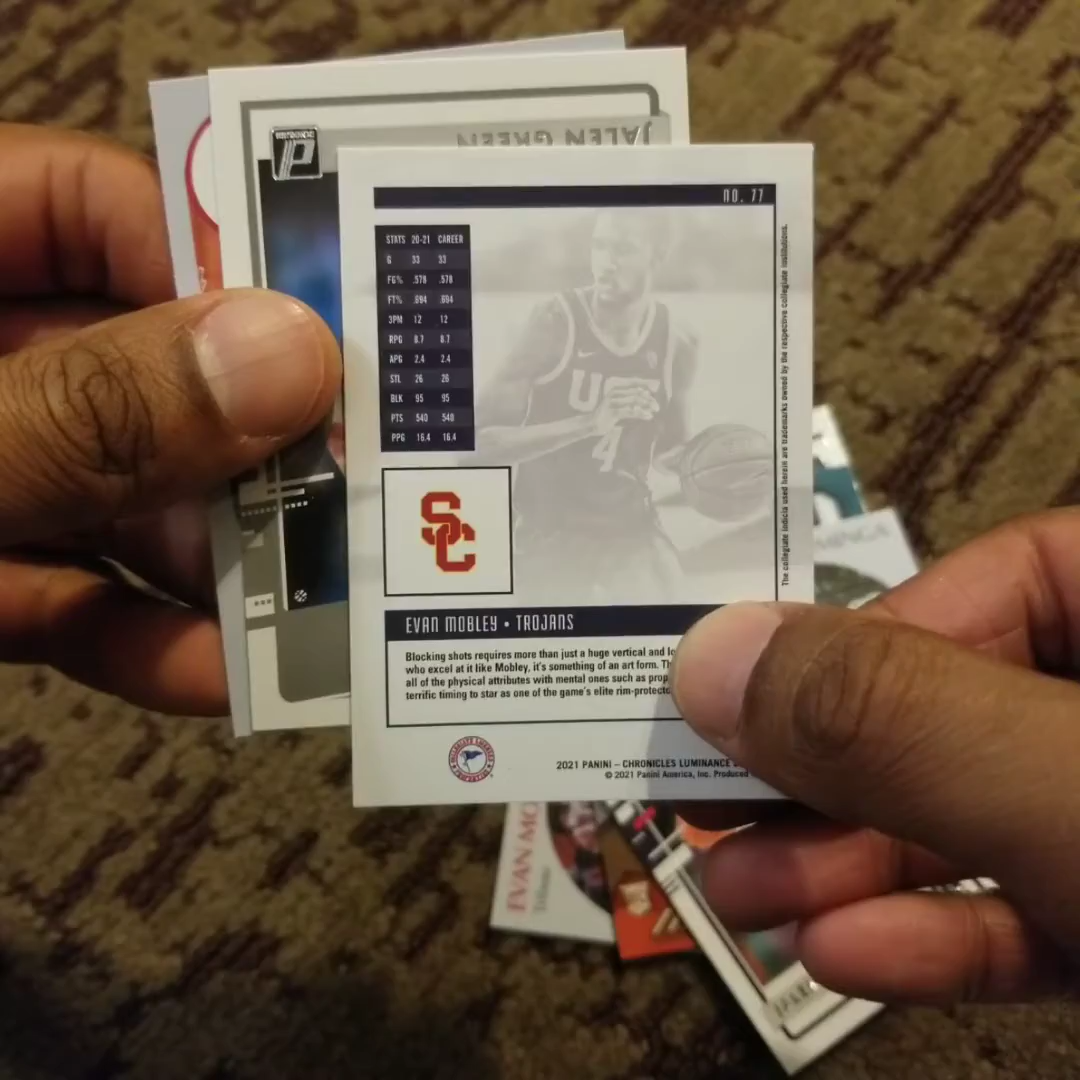 JALEN GREEN
P
NO. 77
STATS 20-21 CAREER
G 33 33
FG% .578 .578
FT% .694 .694
3PM 12 12
RPG 8.7 8.7
APG 2.4 2.4
STL 26 26
BLK 95 95
PTS 540 540
PPG 16.4 16.4
The collegiate indicia used herein are trademarks owned by the respective collegiate institutions.
4
SC
EVAN MOBLEY • TROJANS
Blocking shots requires more than just a huge vertical and
who excel at it like Mobley, it's something of an art form.
all of the physical attributes with mental ones such as
terrific timing to star as one of the game's elite
2021 PANINI – CHRONICLES LUMINANCE
© 2021 Panini America, Inc. Produced
EVAN MO